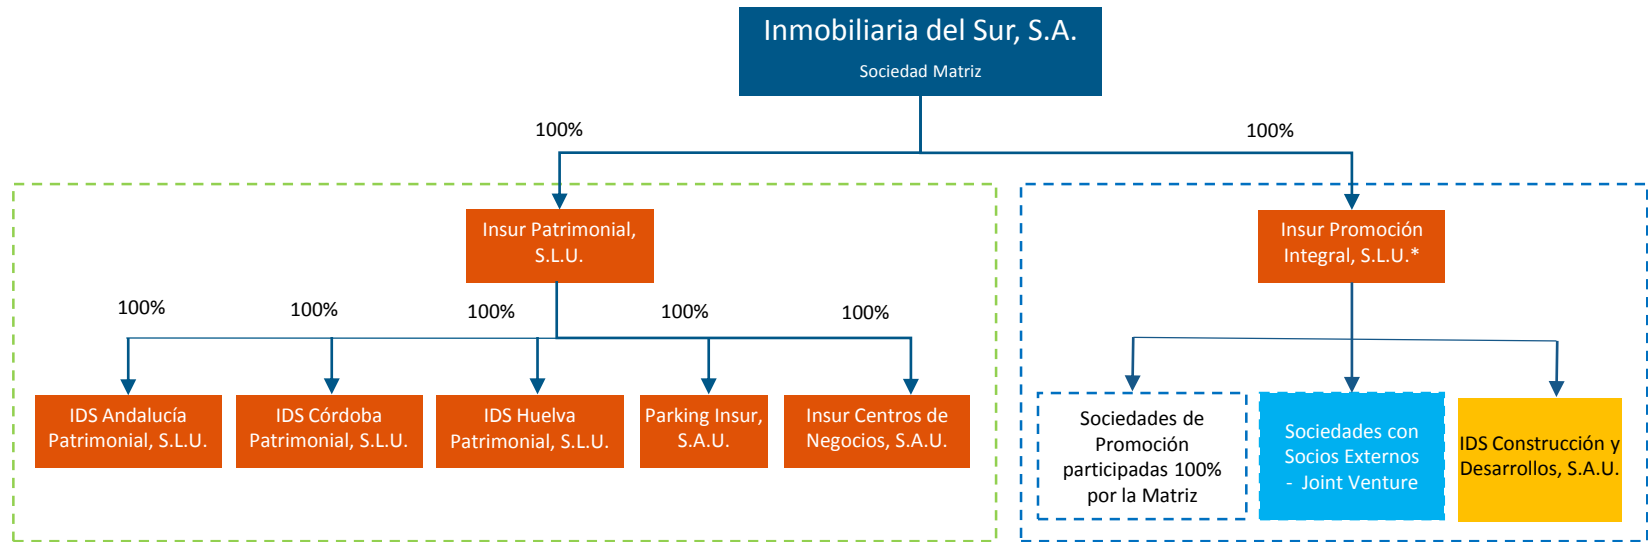 Inmobiliaria del Sur, S.A.
Sociedad Matriz
100%
100%
Insur Patrimonial,
S.L.U.
Insur Promoción
Integral, S.L.U.*
100%
100%
100%
100%
100%
IDS Andalucía
Patrimonial, S.L.U.
IDS Córdoba
Patrimonial, S.L.U.
IDS Huelva
Patrimonial, S.L.U.
Parking Insur,
S.A.U.
Insur Centros de
Negocios, S.A.U.
Sociedades de
Promoción
participadas 100%
por la Matriz
Sociedades con
Socios Externos
- Joint Venture
IDS Construcción y
Desarrollos, S.A.U.